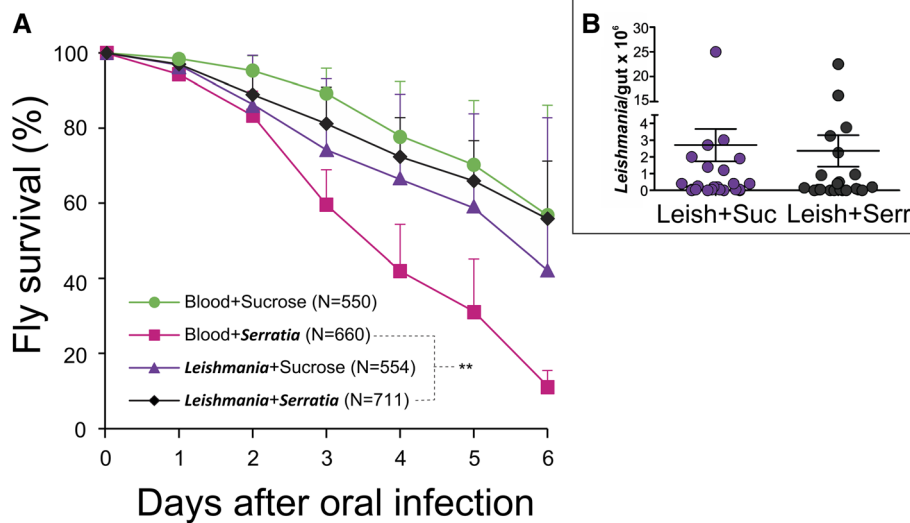 A
Fly survival (%)
100
80
60
40
20
0
Blood+Sucrose (N=550)
Blood+Serratia (N=660)
Leishmania+Sucrose (N=554)
Leishmania+Serratia (N=711)
**
0 1 2 3 4 5 6
Days after oral infection
B
Leishmania/gut x 10⁶
30
25
20
15
4
3
2
1
0
Leish+Suc Leish+Serr